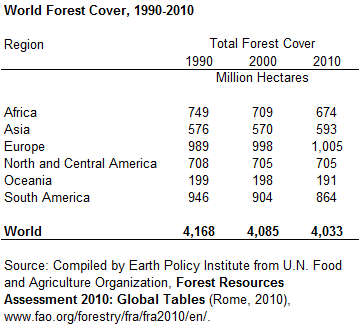 World Forest Cover, 1990-2010
Region Total Forest Cover
1990 2000 2010
Million Hectares
Africa 749 709 674
Asia 576 570 593
Europe 989 998 1,005
North and Central America 708 705 705
Oceania 199 198 191
South America 946 904 864
World 4,168 4,085 4,033
Source: Compiled by Earth Policy Institute from U.N. Food
and Agriculture Organization, Forest Resources
Assessment 2010: Global Tables (Rome, 2010),
www.fao.org/forestry/fra/fra2010/en/.